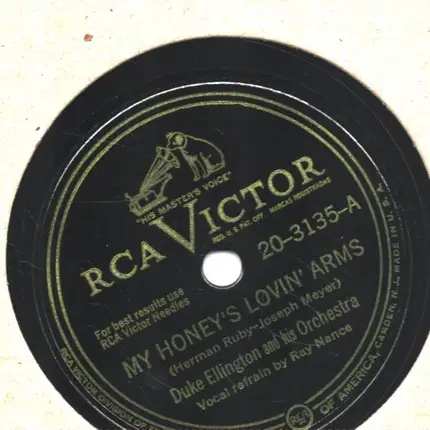 "HIS MASTER'S VOICE"
RCA VICTOR
REG. U. S. PAT. OFF. MARCAS REGISTRADAS
20-3135-A
For best results use
RCA Victor Needles
MY HONEY'S LOVIN' ARMS
(Herman Ruby-Joseph Meyer)
Duke Ellington and his Orchestra
Vocal refrain by Ray Nance
RCA VICTOR DIVISION OF
RCA
OF AMERICA, CAMDEN, N. J. MADE IN U. S. A.